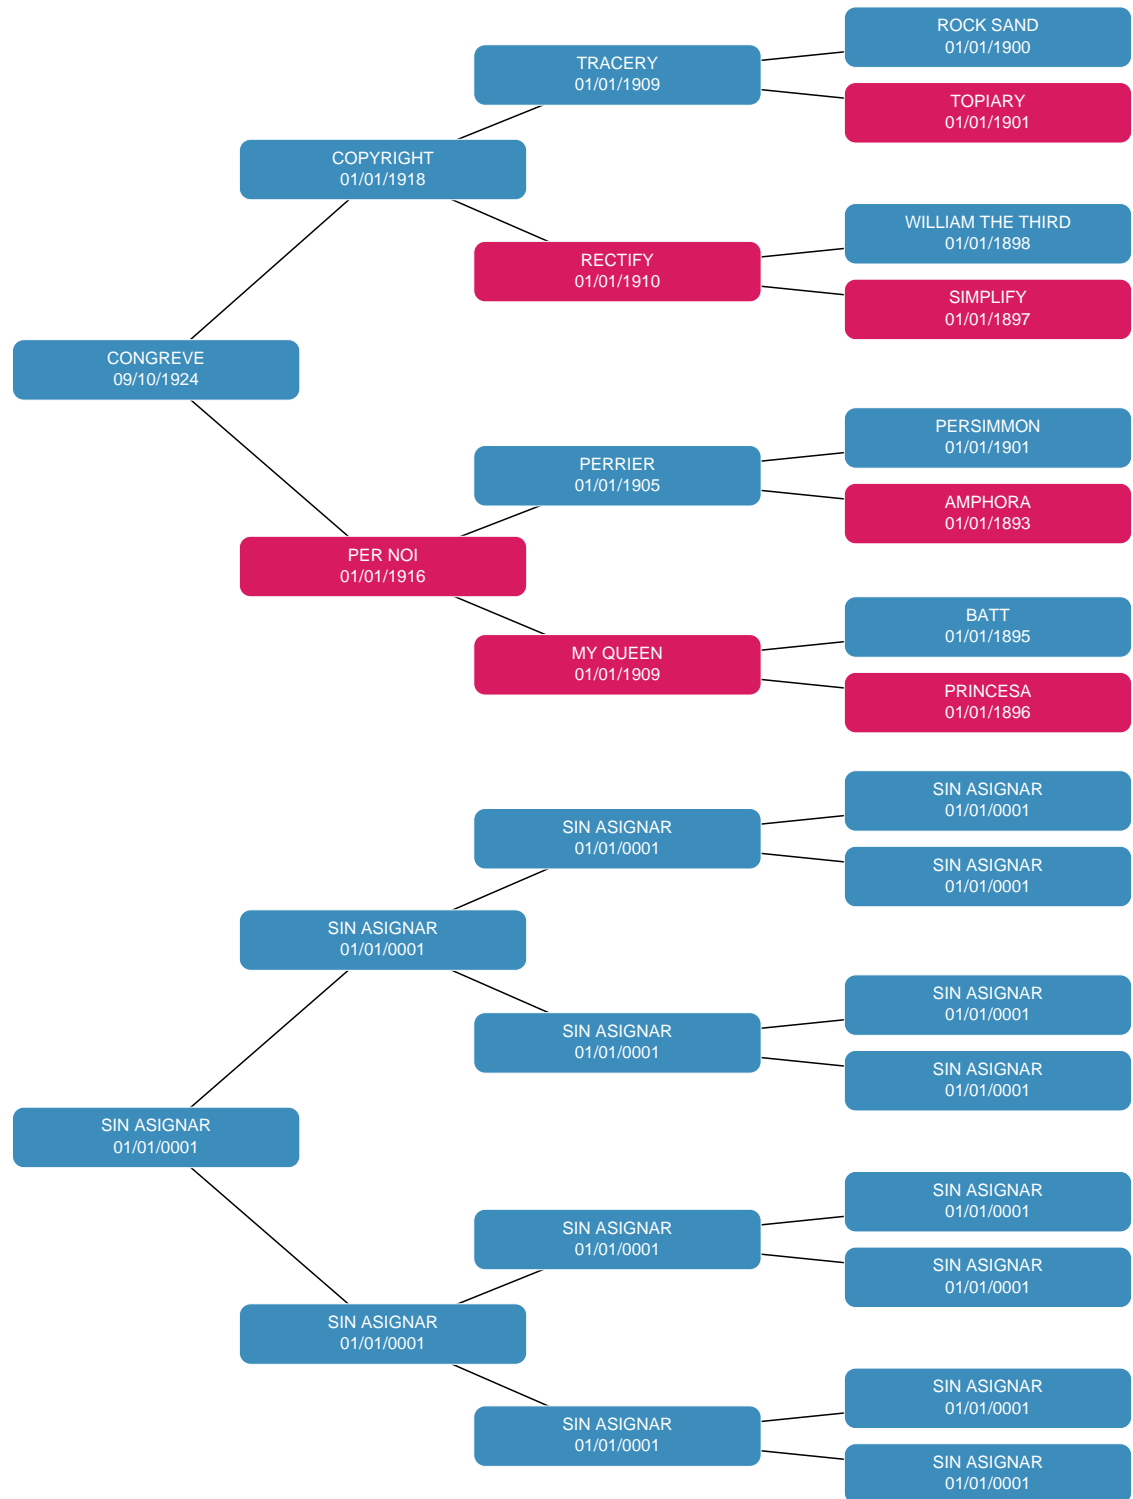 ROCK SAND
01/01/1900
TRACERY
01/01/1909
TOPIARY
01/01/1901
COPYRIGHT
01/01/1918
WILLIAM THE THIRD
01/01/1898
RECTIFY
01/01/1910
SIMPLIFY
01/01/1897
CONGREVE
09/10/1924
PERSIMMON
01/01/1901
PERRIER
01/01/1905
AMPHORA
01/01/1893
PER NOI
01/01/1916
BATT
01/01/1895
MY QUEEN
01/01/1909
PRINCESA
01/01/1896
SIN ASIGNAR
01/01/0001
SIN ASIGNAR
01/01/0001
SIN ASIGNAR
01/01/0001
SIN ASIGNAR
01/01/0001
SIN ASIGNAR
01/01/0001
SIN ASIGNAR
01/01/0001
SIN ASIGNAR
01/01/0001
SIN ASIGNAR
01/01/0001
SIN ASIGNAR
01/01/0001
SIN ASIGNAR
01/01/0001
SIN ASIGNAR
01/01/0001
SIN ASIGNAR
01/01/0001
SIN ASIGNAR
01/01/0001
SIN ASIGNAR
01/01/0001
SIN ASIGNAR
01/01/0001